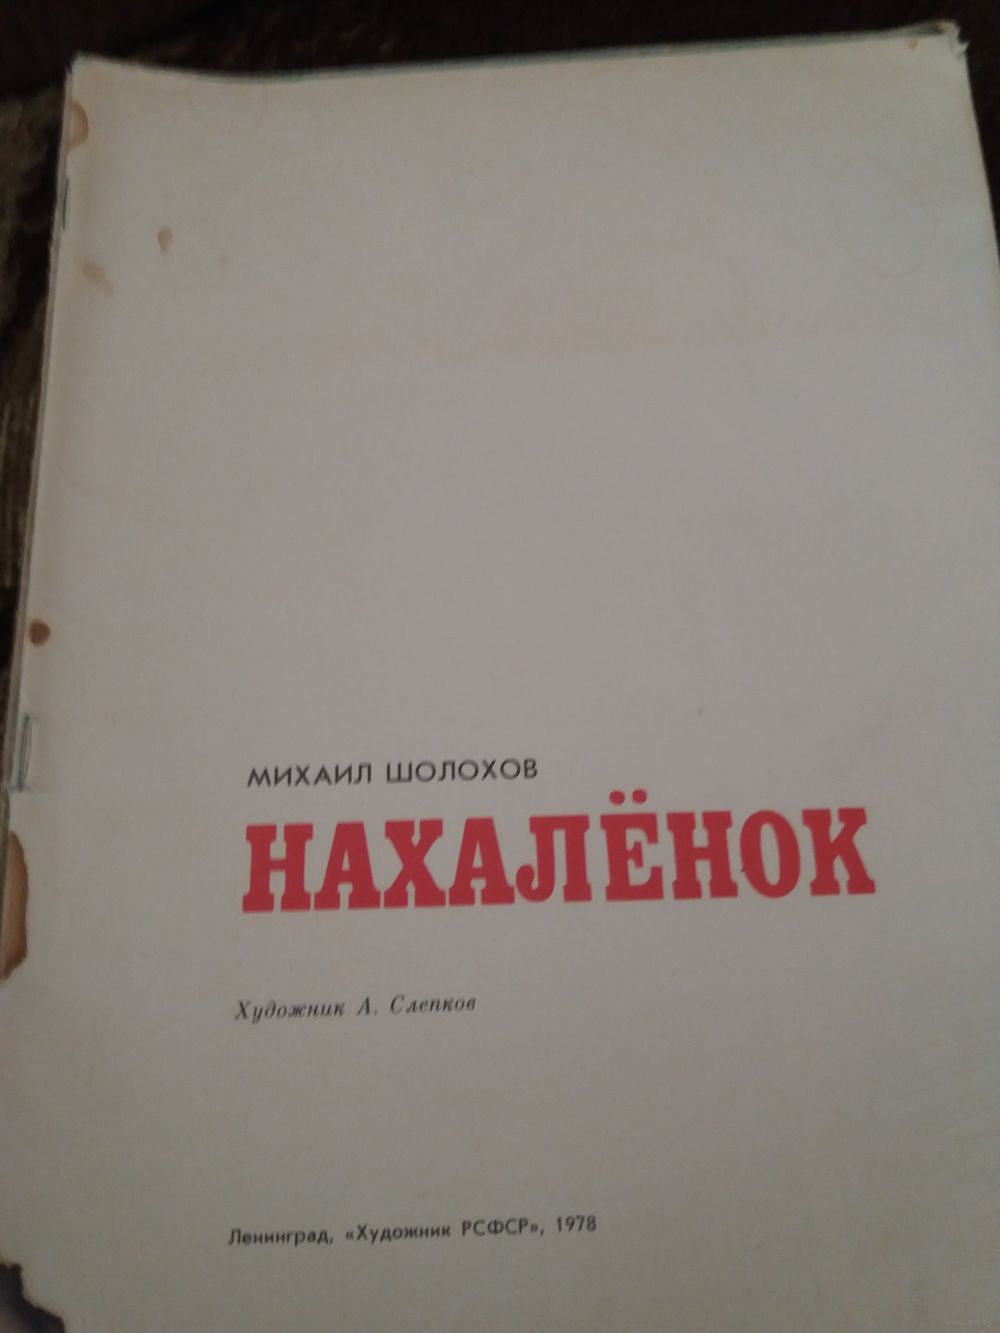 МИХАИЛ ШОЛОХОВ
НАХАЛЁНОК
Художник А. Слепков
Ленинград, «Художник РСФСР», 1978